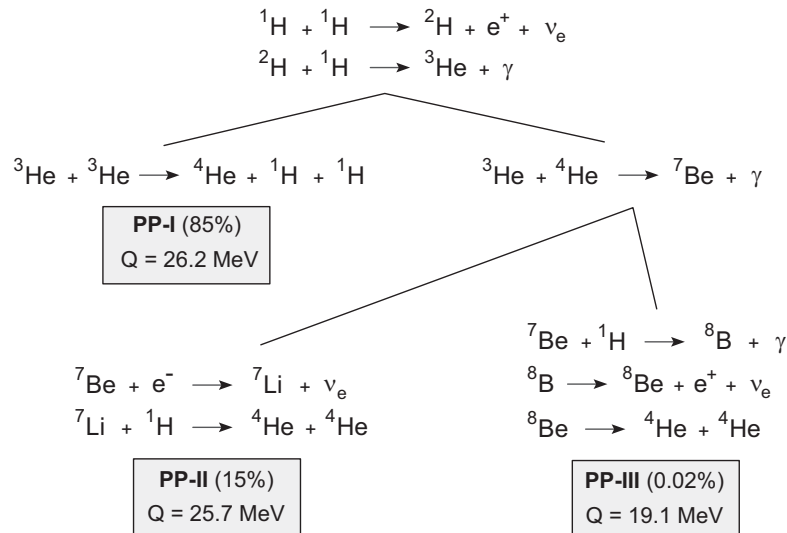 ¹H + ¹H → ²H + e⁺ + νₑ
²H + ¹H → ³He + γ
³He + ³He → ⁴He + ¹H + ¹H
PP-I (85%)
Q = 26.2 MeV
³He + ⁴He → ⁷Be + γ
⁷Be + e⁻ → ⁷Li + νₑ
⁷Li + ¹H → ⁴He + ⁴He
PP-II (15%)
Q = 25.7 MeV
⁷Be + ¹H → ⁸B + γ
⁸B → ⁸Be + e⁺ + νₑ
⁸Be → ⁴He + ⁴He
PP-III (0.02%)
Q = 19.1 MeV